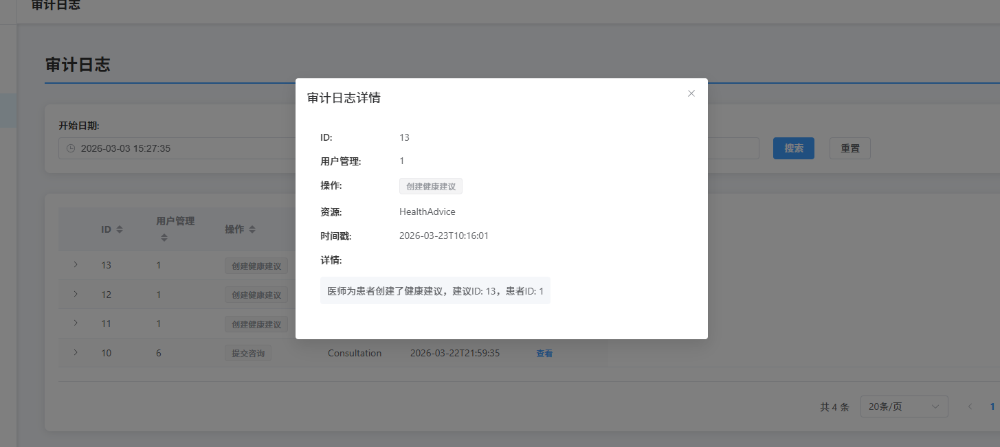 审计日志
审计日志
开始日期:
2026-03-03 15:27:35
搜索
重置
审计日志详情
ID: 13
用户管理: 1
操作: 创建健康建议
资源: HealthAdvice
时间戳: 2026-03-23T10:16:01
详情:
医师为患者创建了健康建议，建议ID: 13，患者ID: 1
ID 用户管理 操作
13 1 创建健康建议
12 1 创建健康建议
11 1 创建健康建议
10 6 提交咨询 Consultation 2026-03-22T21:59:35 查看
共 4 条 20条/页 1